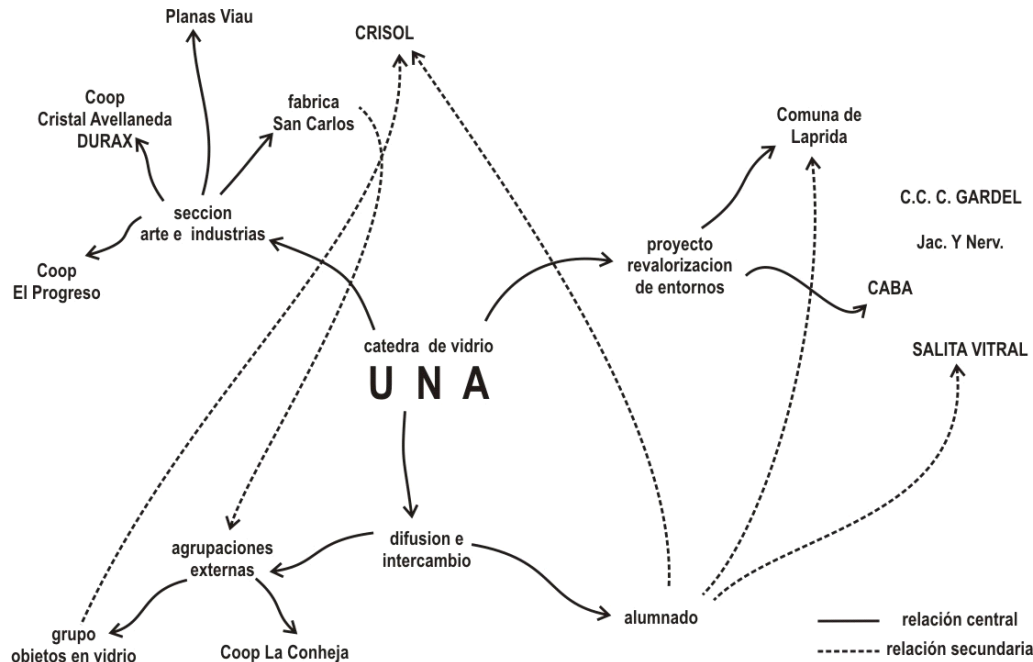 Planas Viau
CRISOL
Coop
Cristal Avellaneda
DURAX
fabrica
San Carlos
Comuna de
Laprida
C.C. C. GARDEL
Jac. Y Nerv.
seccion
arte e industrias
proyecto
revalorizacion
de entornos
Coop
El Progreso
CABA
catedra de vidrio
U N A
SALITA VITRAL
agrupaciones
externas
difusion e
intercambio
alumnado
grupo
objetos en vidrio
Coop La Conheja
relación central
relación secundaria